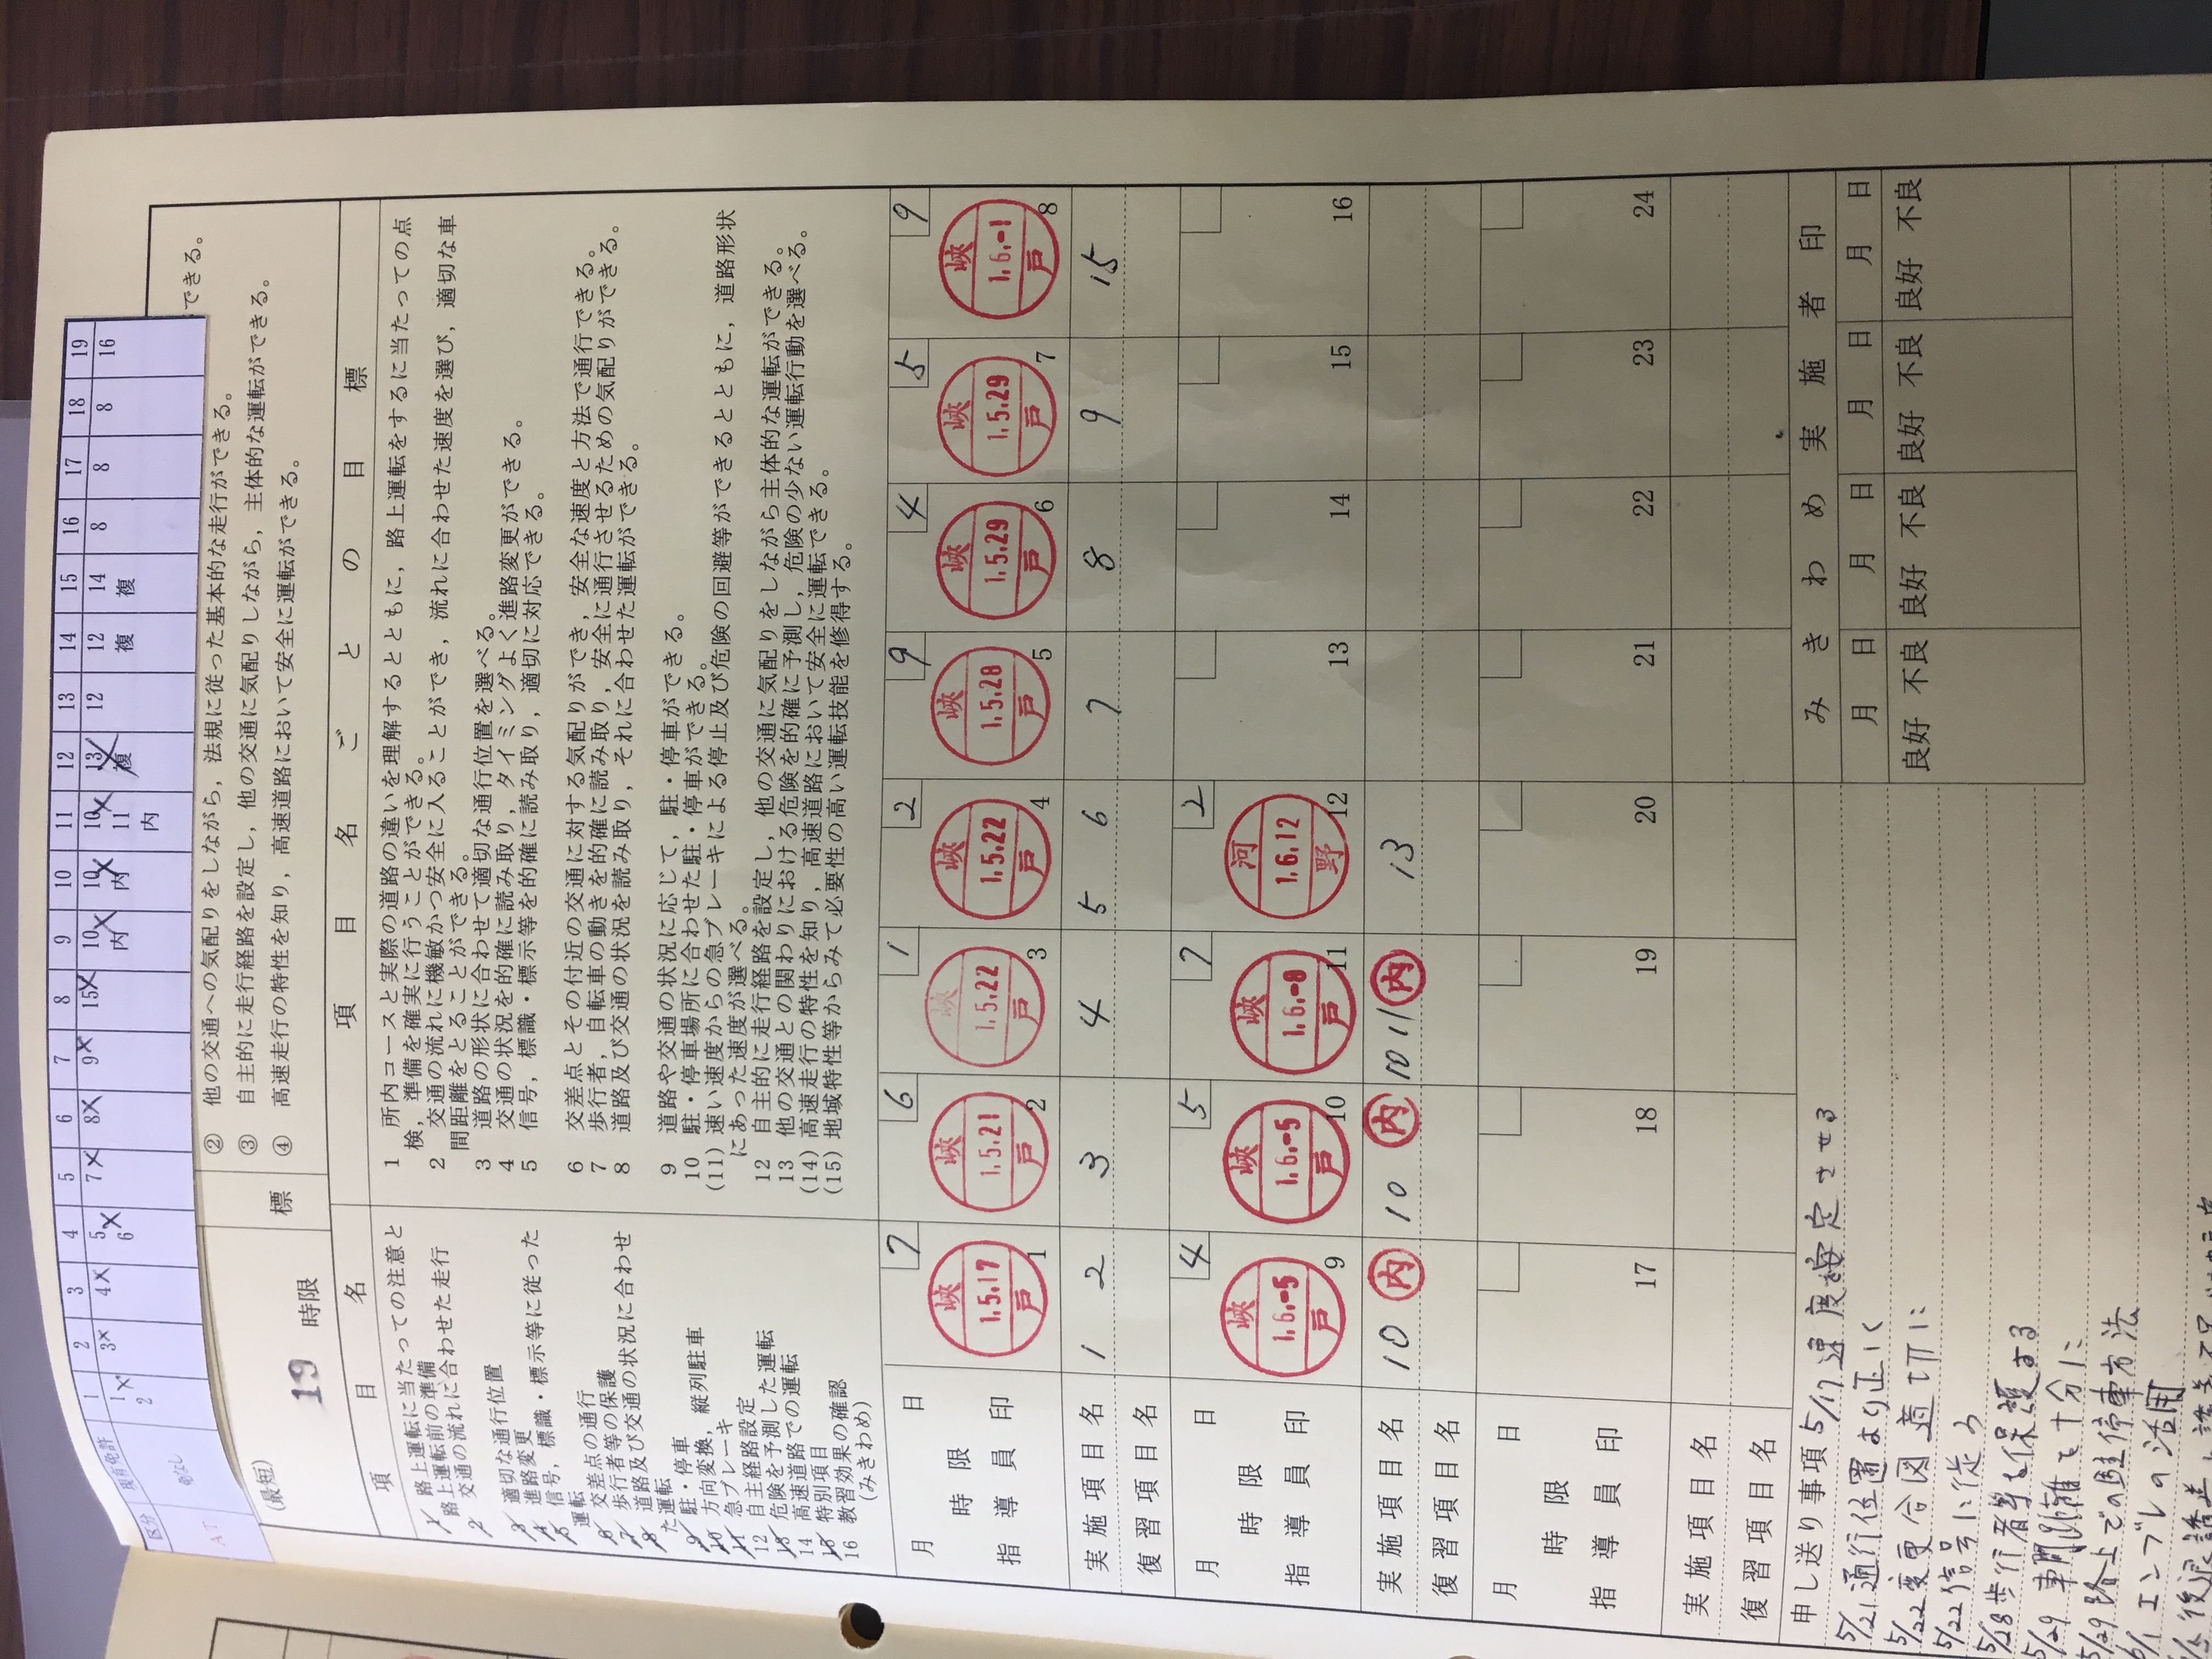 区分 現有免許 1 2 3 4 5 6 7 8 9 10 11 12 13 14 15 16 17 18 19
AT 免なし 1 3 4 5 7 8 9 15 10 10 10 13 12 12 14 8 8 8 16
2 6 内 内 11 複 複 複
内
できる。
② 他の交通への気配りをしながら，法規に従った基本的な走行ができる。
③ 自主的に走行経路を設定し，他の交通に気配りしながら，主体的な運転ができる。
④ 高速走行の特性を知り，高速道路において安全に運転ができる。
(最短)
19 時限
標
項目名
項目名ごとの目標
1 路上運転に当たっての注意と
路上運転前の準備
2 交通の流れに合わせた走行
3 適切な通行位置
4 進路変更
5 信号，標識・標示等に従った
運転
6 交差点の通行
7 歩行者等の保護
8 道路及び交通の状況に合わせ
た運転
9 駐・停車
10 方向変換，縦列駐車
11 急ブレーキ
12 自主経路設定
13 危険を予測した運転
14 高速道路での運転
15 特別項目
16 教習効果の確認
(みきわめ)
1 所内コースと実際の道路の違いを理解するとともに，路上運転をするに当たっての点
検，準備を確実に行うことができる。
2 交通の流れに機敏かつ安全に入ることができ，流れに合わせた速度を選び，適切な車
間距離をとることができる。
3 道路の形状に合わせて適切な通行位置を選べる。
4 交通の状況を的確に読み取り，タイミングよく進路変更ができる。
5 信号，標識・標示等を的確に読み取り，適切に対応できる。
6 交差点とその付近の交通に対する気配りができ，安全な速度と方法で通行できる。
7 歩行者，自転車の動きを的確に読み取り，安全に通行させるための気配りができる。
8 道路及び交通の状況を読み取り，それに合わせた運転ができる。
9 道路や交通の状況に応じて，駐・停車ができる。
10 駐・停車場所に合わせた駐・停車ができる。
(11) 速い速度からの急ブレーキによる停止及び危険の回避等ができるとともに，道路形状
にあった速度が選べる。
12 自主的に走行経路を設定し，他の交通に気配りをしながら主体的な運転ができる。
13 他の交通との関わりにおける危険を的確に予測し，危険の少ない運転行動を選べる。
(14) 高速走行の特性を知り，高速道路において安全に運転できる。
(15) 地域特性等からみて必要性の高い運転技能を修得する。
月 日 7 6 1 2 9 4 5 9
時限 峡 峡 峡 峡 峡 峡 峡 峡
指導員印 1.5.17 1.5.21 1.5.22 1.5.22 1.5.28 1.5.29 1.5.29 1.6.-1
戸 1 戸 2 戸 3 戸 4 戸 5 戸 6 戸 7 戸 8
実施項目名 1 2 3 4 5 6 7 8 9 15
復習項目名
月 日 4 5 7 2
時限 峡 峡 峡 河
指導員印 1.6.-5 1.6.-5 1.6.-8 1.6.12
戸 9 戸 10 戸 11 野 12 13 14 15 16
実施項目名 10 内 10 内 10 11 内 13
復習項目名
月 日
時限
指導員印
17 18 19 20 21 22 23 24
実施項目名
復習項目名
申し送り事項 5/17 速度安定させる
5/21 通行位置より正しく
5/22 変更合図適切に
5/22 信号に従う
5/28 歩行者等を保護する
5/29 車間距離を十分に
5/29 路上での駐停車方法
6/1 エンブレの活用
みきわめ実施者印
月 日 月 日 月 日 月 日
良好 不良 良好 不良 良好 不良 良好 不良